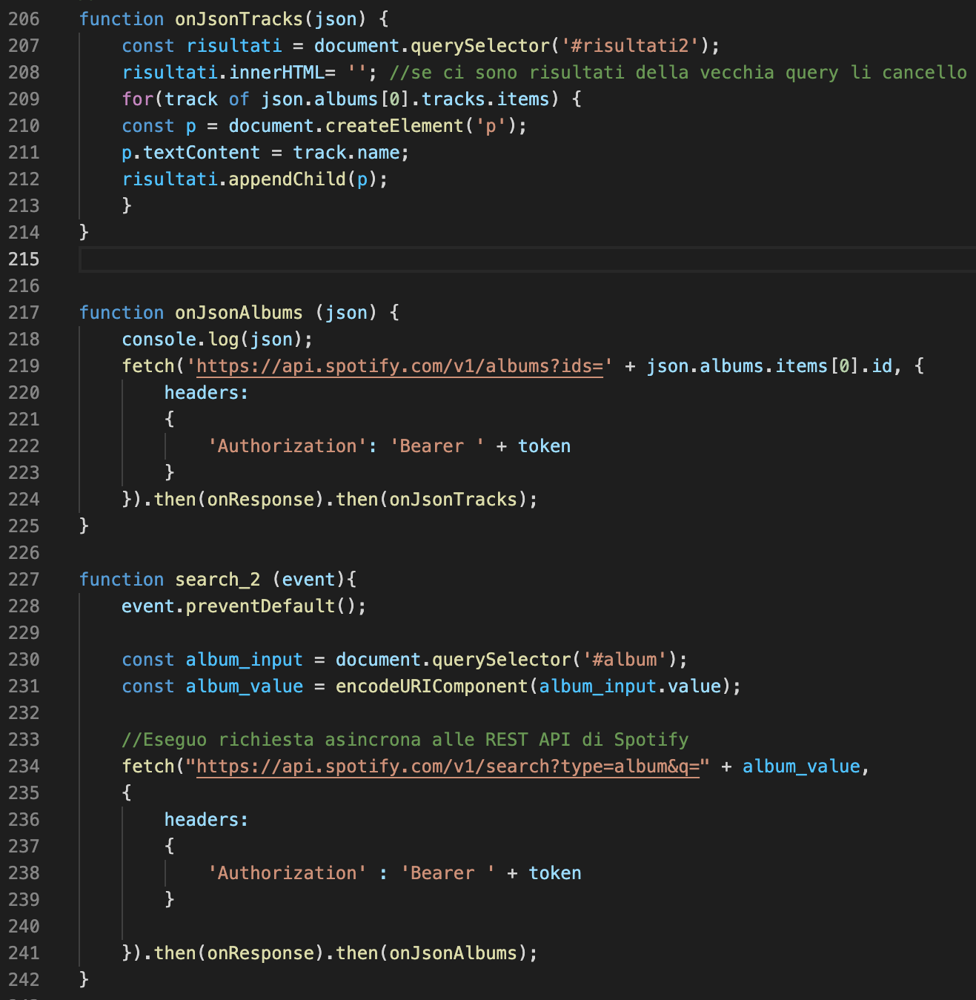 206 function onJsonTracks(json) {
207 const risultati = document.querySelector('#risultati2');
208 risultati.innerHTML= ''; //se ci sono risultati della vecchia query li cancello
209 for(track of json.albums[0].tracks.items) {
210 const p = document.createElement('p');
211 p.textContent = track.name;
212 risultati.appendChild(p);
213 }
214 }
215
216
217 function onJsonAlbums (json) {
218 console.log(json);
219 fetch('https://api.spotify.com/v1/albums?ids=' + json.albums.items[0].id, {
220 headers:
221 {
222 'Authorization': 'Bearer ' + token
223 }
224 }).then(onResponse).then(onJsonTracks);
225 }
226
227 function search_2 (event){
228 event.preventDefault();
229
230 const album_input = document.querySelector('#album');
231 const album_value = encodeURIComponent(album_input.value);
232
233 //Eseguo richiesta asincrona alle REST API di Spotify
234 fetch("https://api.spotify.com/v1/search?type=album&q=" + album_value,
235 {
236 headers:
237 {
238 'Authorization' : 'Bearer ' + token
239 }
240
241 }).then(onResponse).then(onJsonAlbums);
242 }